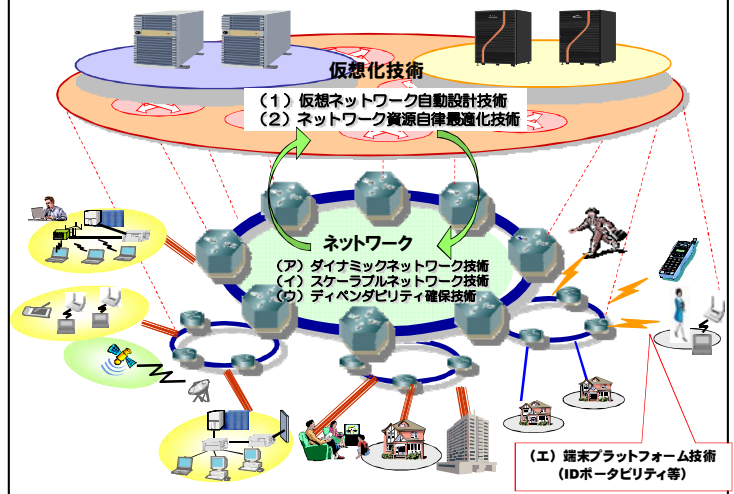 仮想化技術
（１）仮想ネットワーク自動設計技術
（２）ネットワーク資源自律最適化技術
ネットワーク
（ア）ダイナミックネットワーク技術
（イ）スケーラブルネットワーク技術
（ウ）ディペンダビリティ確保技術
（エ）端末プラットフォーム技術
（IDポータビリティ等）